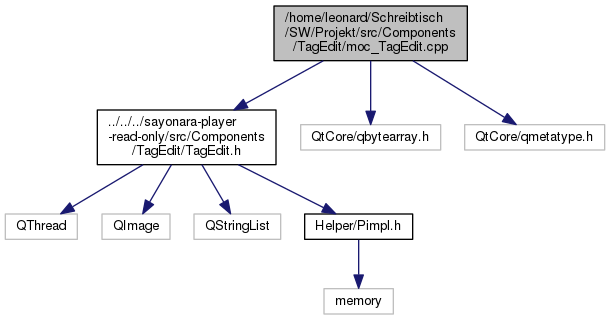 /home/leonard/Schreibtisch
/SW/Projekt/src/Components
/TagEdit/moc_TagEdit.cpp
../../../sayonara-player
-read-only/src/Components
/TagEdit/TagEdit.h
QtCore/qbytearray.h
QtCore/qmetatype.h
QThread
QImage
QStringList
Helper/Pimpl.h
memory